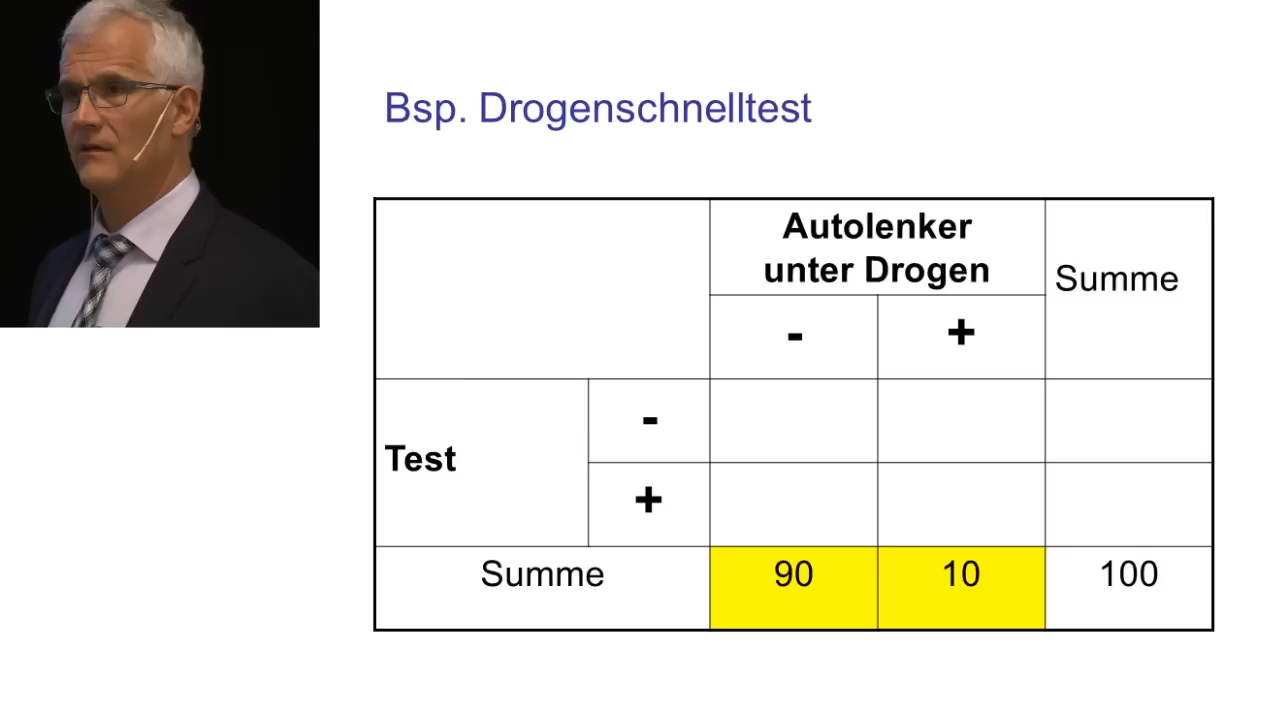 Bsp. Drogenschnelltest
Autolenker
unter Drogen
Summe
-
+
Test
-
+
Summe
90
10
100